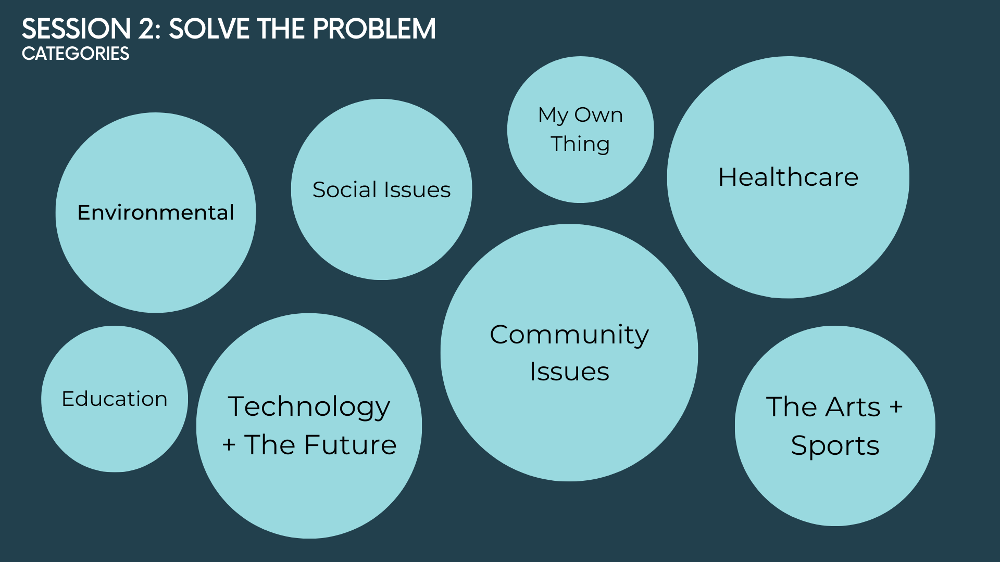 SESSION 2: SOLVE THE PROBLEM
CATEGORIES
Environmental
Social Issues
My Own
Thing
Healthcare
Education
Technology
+ The Future
Community
Issues
The Arts +
Sports